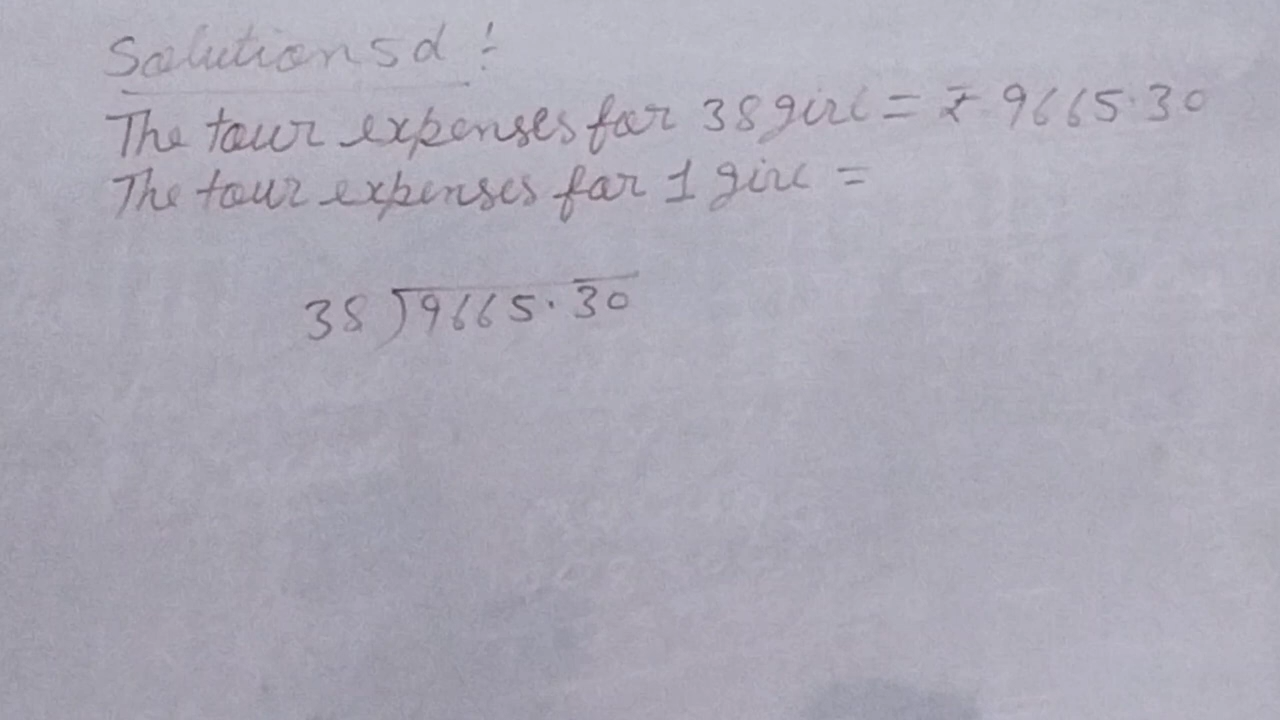 Solution 5d :
The tour expenses for 38 girl = ₹ 9665.30
The tour expenses for 1 girl =
38 ) 9665.30